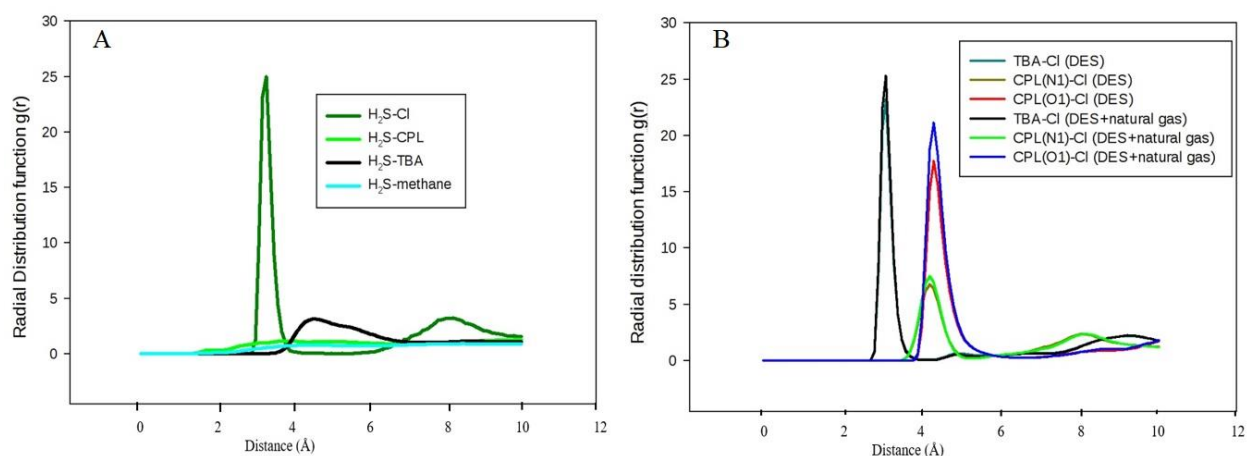 A
30
25
20
15
10
5
0
Radial Distribution function g(r)
H₂S-Cl
H₂S-CPL
H₂S-TBA
H₂S-methane
0 2 4 6 8 10 12
Distance (Å)
B
30
25
20
15
10
5
0
Radial distribution function g(r)
TBA-Cl (DES)
CPL(N1)-Cl (DES)
CPL(O1)-Cl (DES)
TBA-Cl (DES+natural gas)
CPL(N1)-Cl (DES+natural gas)
CPL(O1)-Cl (DES+natural gas)
0 2 4 6 8 10 12
Distance (Å)